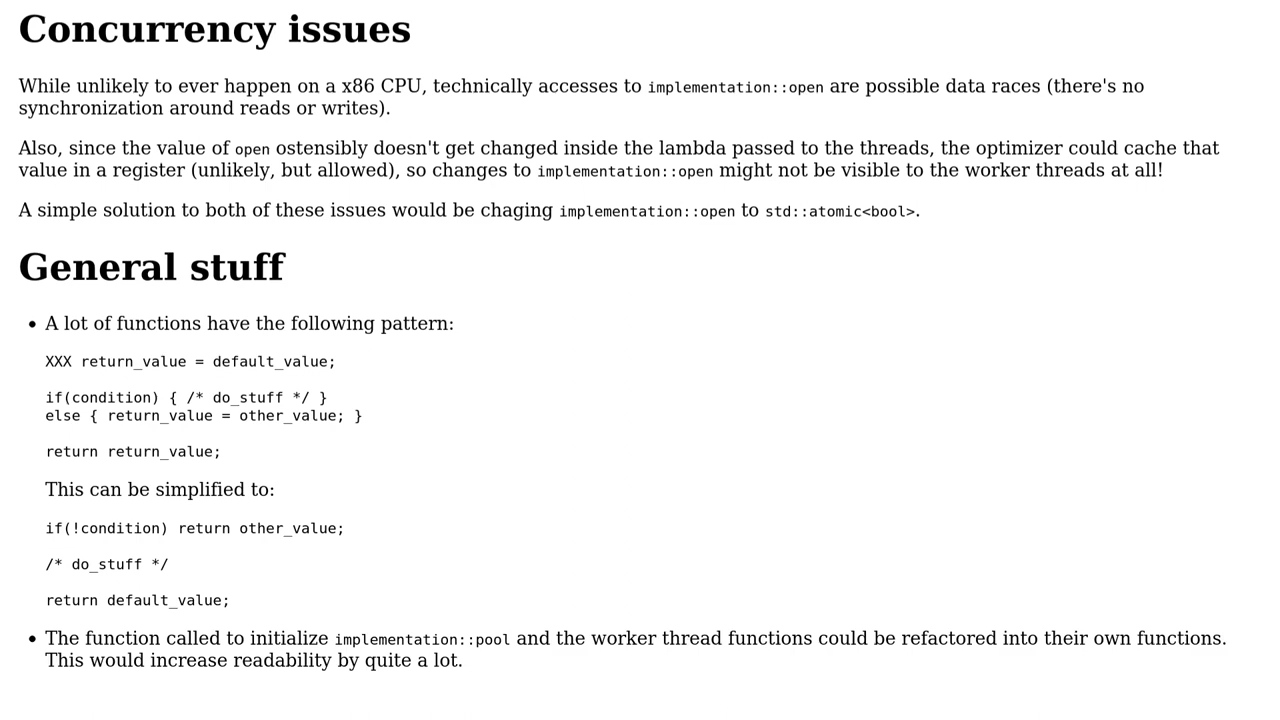 Concurrency issues
While unlikely to ever happen on a x86 CPU, technically accesses to implementation::open are possible data races (there's no
synchronization around reads or writes).
Also, since the value of open ostensibly doesn't get changed inside the lambda passed to the threads, the optimizer could cache that
value in a register (unlikely, but allowed), so changes to implementation::open might not be visible to the worker threads at all!
A simple solution to both of these issues would be chaging implementation::open to std::atomic<bool>.
General stuff
• A lot of functions have the following pattern:
XXX return_value = default_value;
if(condition) { /* do_stuff */ }
else { return_value = other_value; }
return return_value;
This can be simplified to:
if(!condition) return other_value;
/* do_stuff */
return default_value;
• The function called to initialize implementation::pool and the worker thread functions could be refactored into their own functions.
This would increase readability by quite a lot.